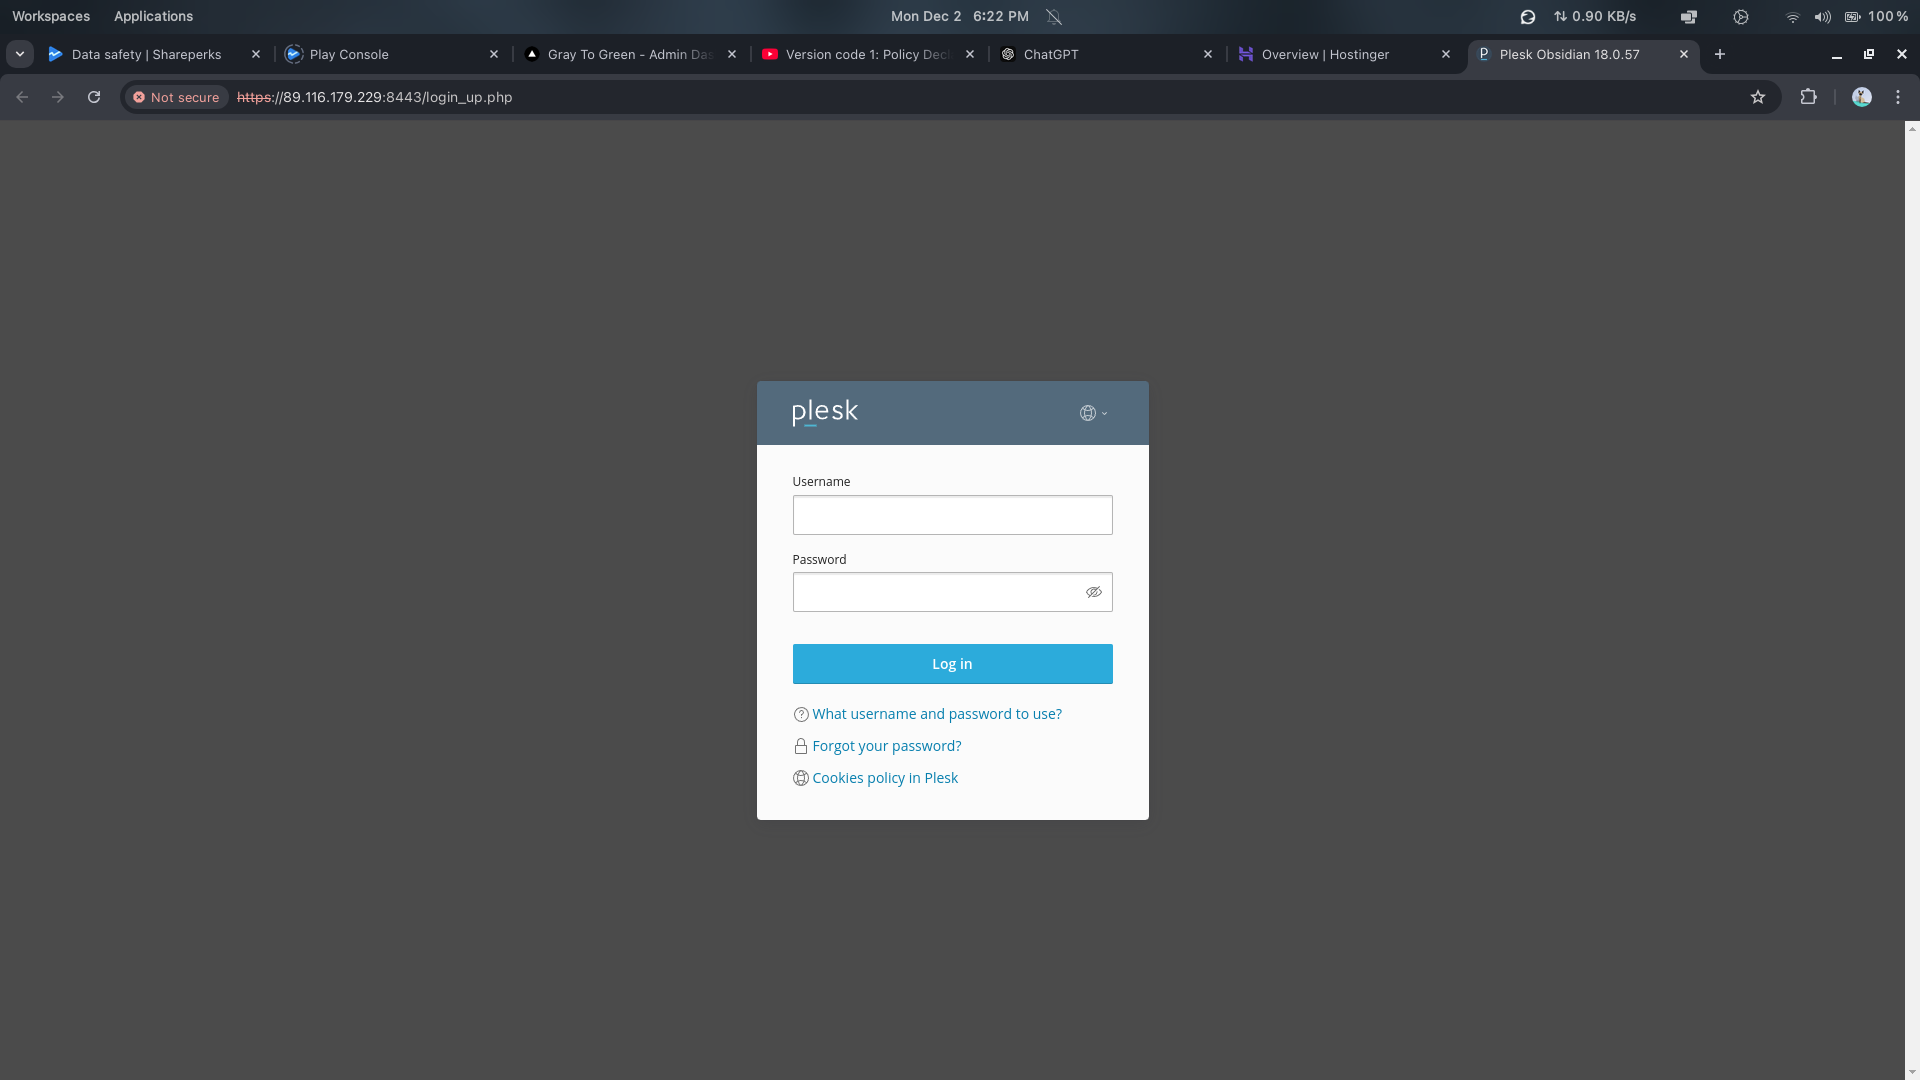 Workspaces Applications Mon Dec 2 6:22 PM 0.90 KB/s 100 %
Data safety | Shareperks Play Console Gray To Green - Admin Das Version code 1: Policy Decl ChatGPT Overview | Hostinger Plesk Obsidian 18.0.57
Not secure https://89.116.179.229:8443/login_up.php
plesk
Username
Password
Log in
What username and password to use?
Forgot your password?
Cookies policy in Plesk